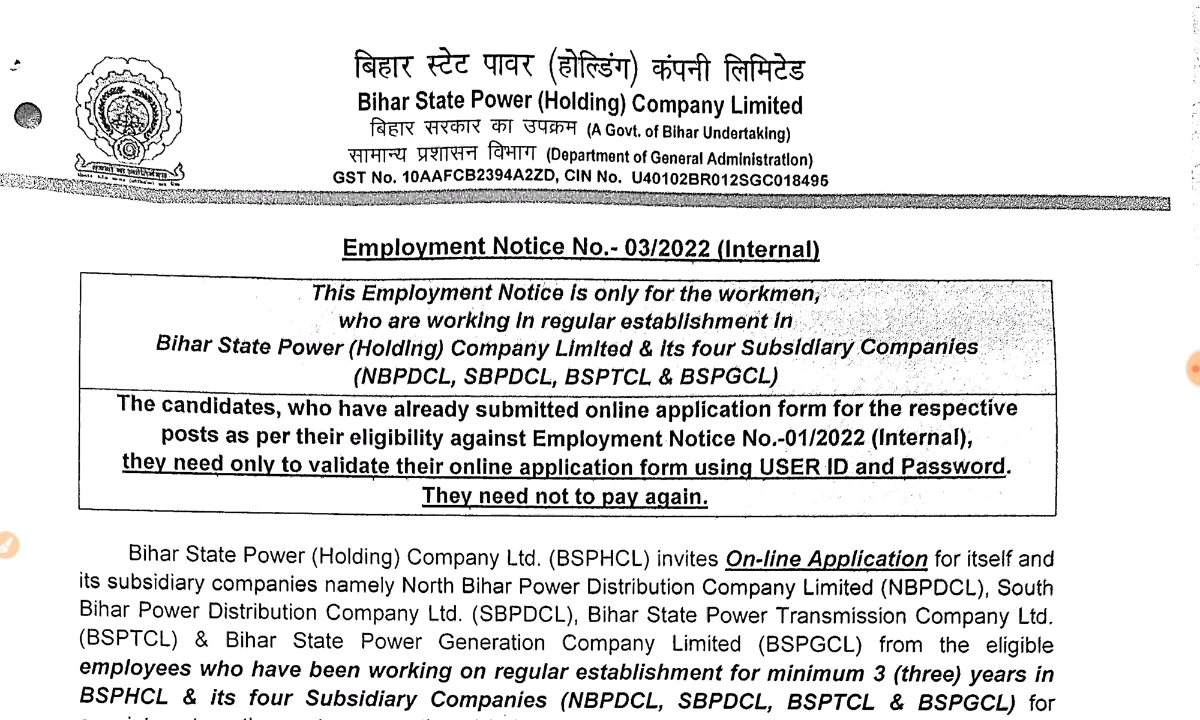 बिहार स्टेट पावर (होल्डिंग) कंपनी लिमिटेड
Bihar State Power (Holding) Company Limited
बिहार सरकार का उपक्रम (A Govt. of Bihar Undertaking)
सामान्य प्रशासन विभाग (Department of General Administration)
GST No. 10AAFCB2394A2ZD, CIN No. U40102BR012SGC018495
Employment Notice No.- 03/2022 (Internal)
This Employment Notice is only for the workmen,
who are working in regular establishment in
Bihar State Power (Holding) Company Limited & its four Subsidiary Companies
(NBPDCL, SBPDCL, BSPTCL & BSPGCL)
The candidates, who have already submitted online application form for the respective
posts as per their eligibility against Employment Notice No.-01/2022 (Internal),
they need only to validate their online application form using USER ID and Password.
They need not to pay again.
Bihar State Power (Holding) Company Ltd. (BSPHCL) invites On-line Application for itself and
its subsidiary companies namely North Bihar Power Distribution Company Limited (NBPDCL), South
Bihar Power Distribution Company Ltd. (SBPDCL), Bihar State Power Transmission Company Ltd.
(BSPTCL) & Bihar State Power Generation Company Limited (BSPGCL) from the eligible
employees who have been working on regular establishment for minimum 3 (three) years in
BSPHCL & its four Subsidiary Companies (NBPDCL, SBPDCL, BSPTCL & BSPGCL) for